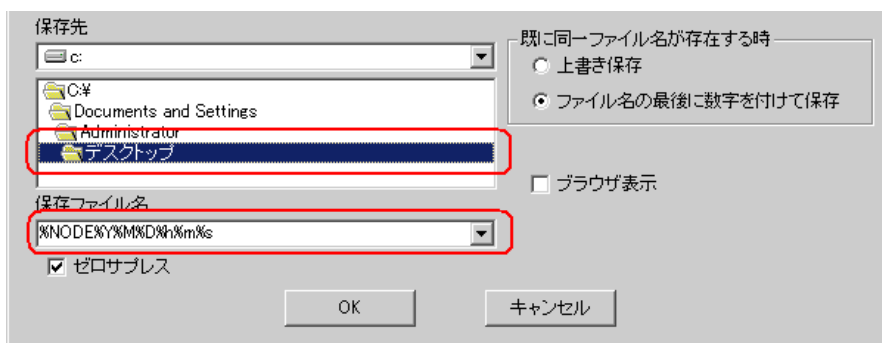 保存先
c:
C:¥
Documents and Settings
Administrator
デスクトップ
保存ファイル名
%NODE%Y%M%D%h%m%s
ゼロサプレス
既に同一ファイル名が存在する時
上書き保存
ファイル名の最後に数字を付けて保存
ブラウザ表示
OK
キャンセル